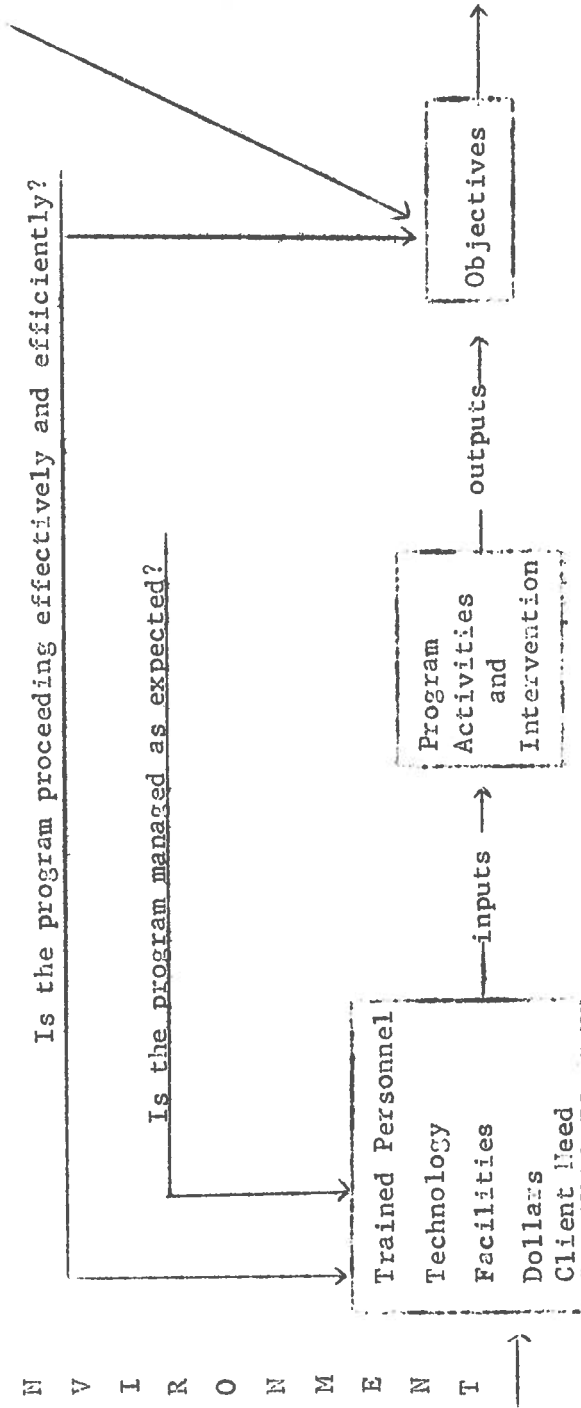 Is the program proceeding effectively and efficiently?
Is the program managed as expected?
N
V
I
R
O
N
M
E
N
T
Trained Personnel
Technology
Facilities
Dollars
Client Need
inputs
Program
Activities
and
Intervention
outputs
Objectives